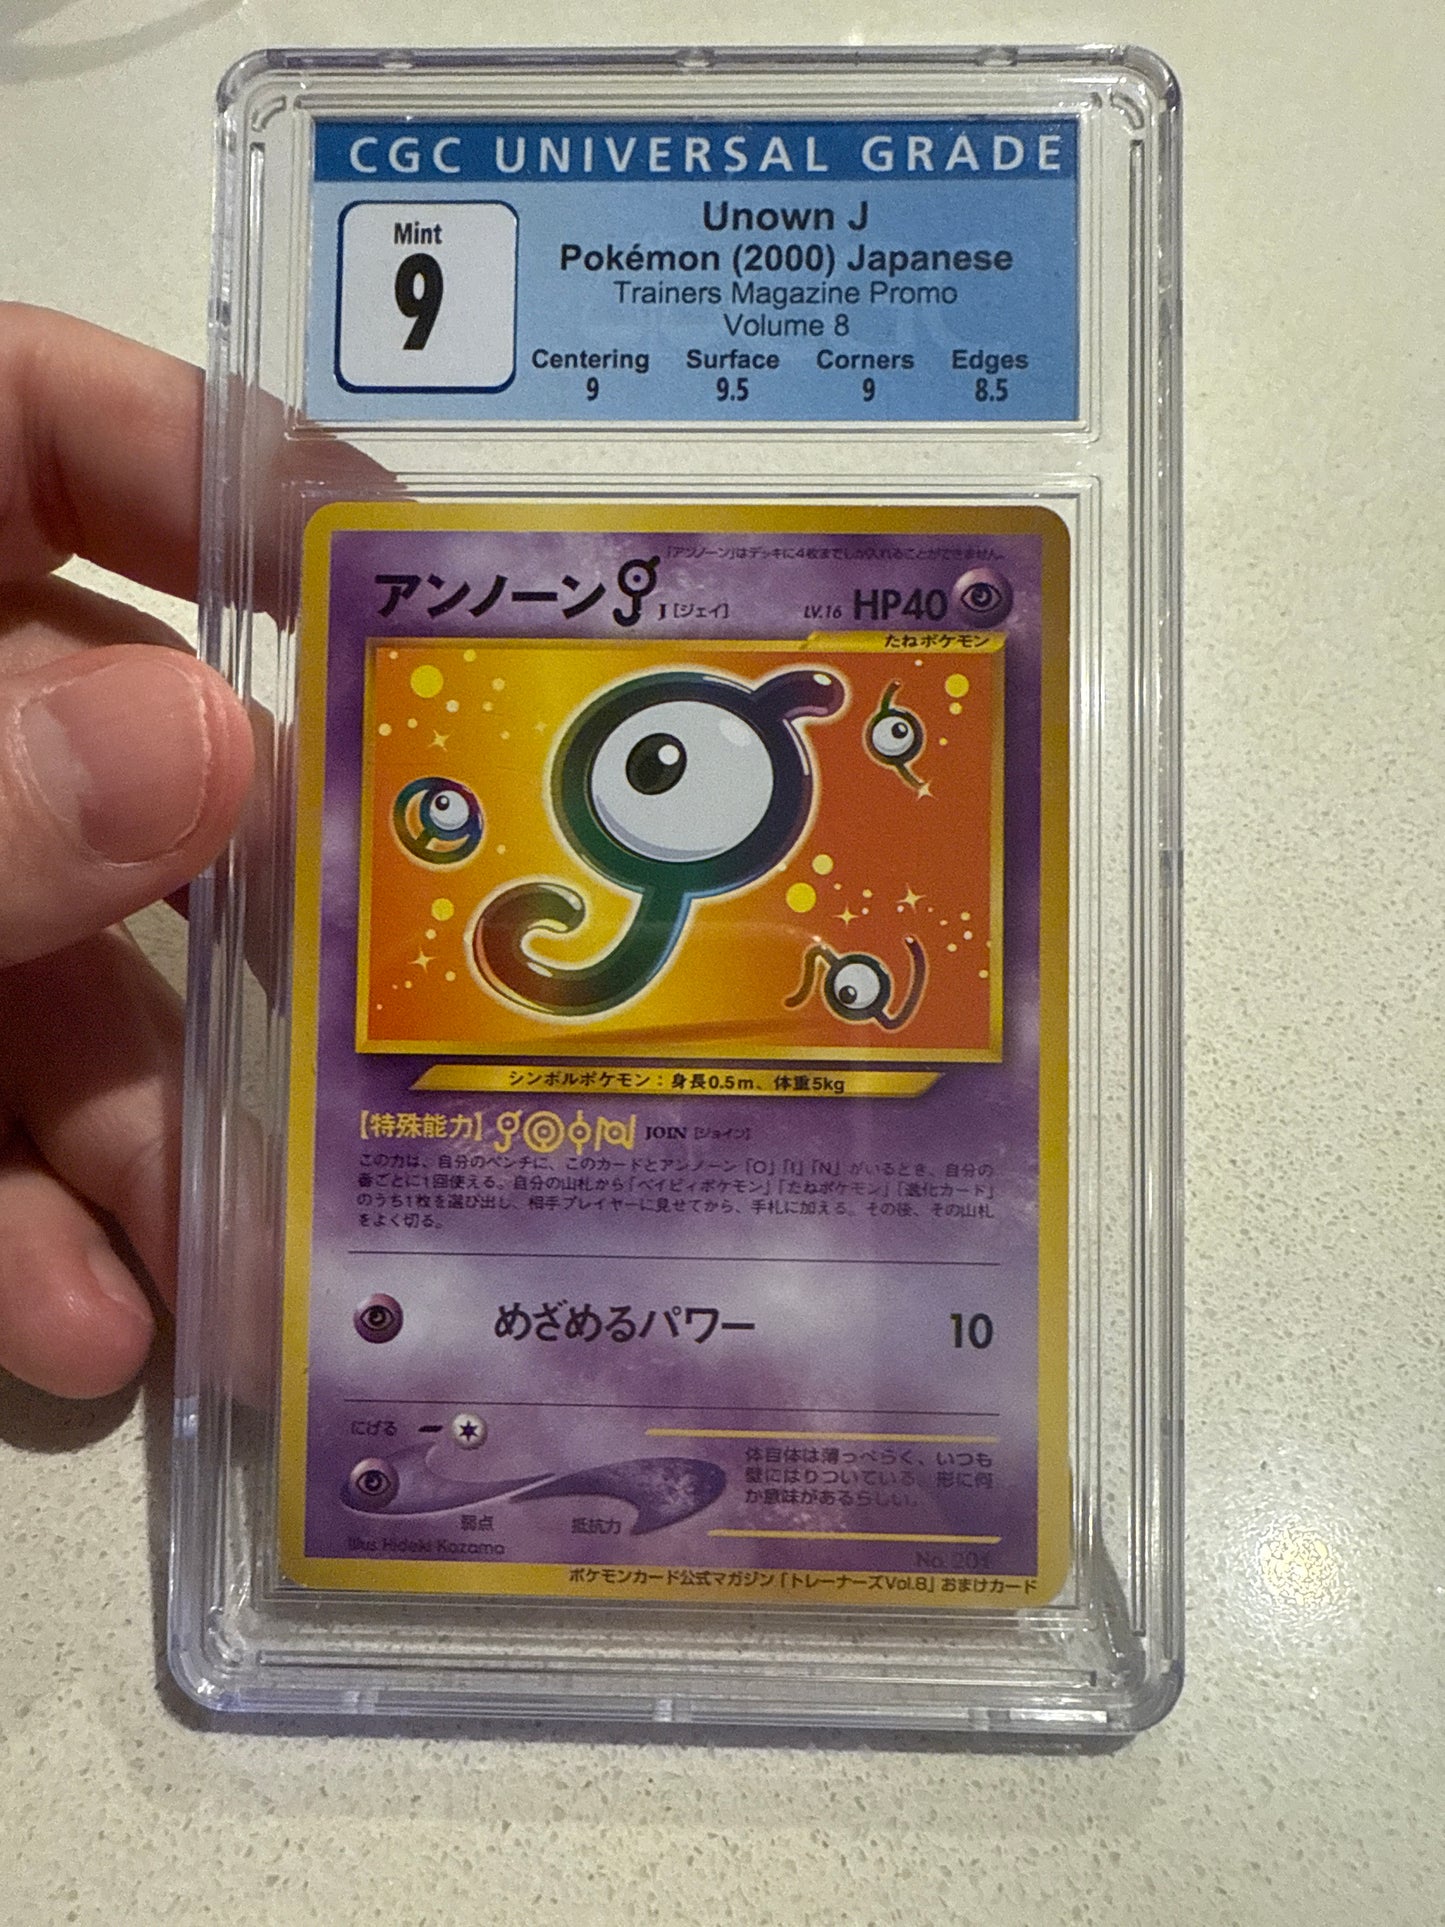 CGC UNIVERSAL GRADE
Mint
9
Unown J
Pokémon (2000) Japanese
Trainers Magazine Promo
Volume 8
Centering Surface Corners Edges
9 9.5 9 8.5
「アンノーン」はデッキに4枚までしか入れることができません。
アンノーン J [ジェイ] LV.16 HP40
たねポケモン
シンボルポケモン：身長0.5m、体重5kg
【特殊能力】 JOIN [ジョイン]
この力は、自分のベンチに、このカードとアンノーン「O」「I」「N」がいるとき、自分の
番ごとに1回使える。自分の山札から「ベイビィポケモン」「たねポケモン」「進化カード」
のうち1枚を選び出し、相手プレイヤーに見せてから、手札に加える。その後、その山札
をよく切る。
めざめるパワー 10
にげる
体自体は薄っぺらく、いつも
壁にはりついている。形に何
か意味があるらしい。
弱点 抵抗力
Illus. Hideki Kazama
No. 201
ポケモンカード公式マガジン「トレーナーズVol.8」おまけカード